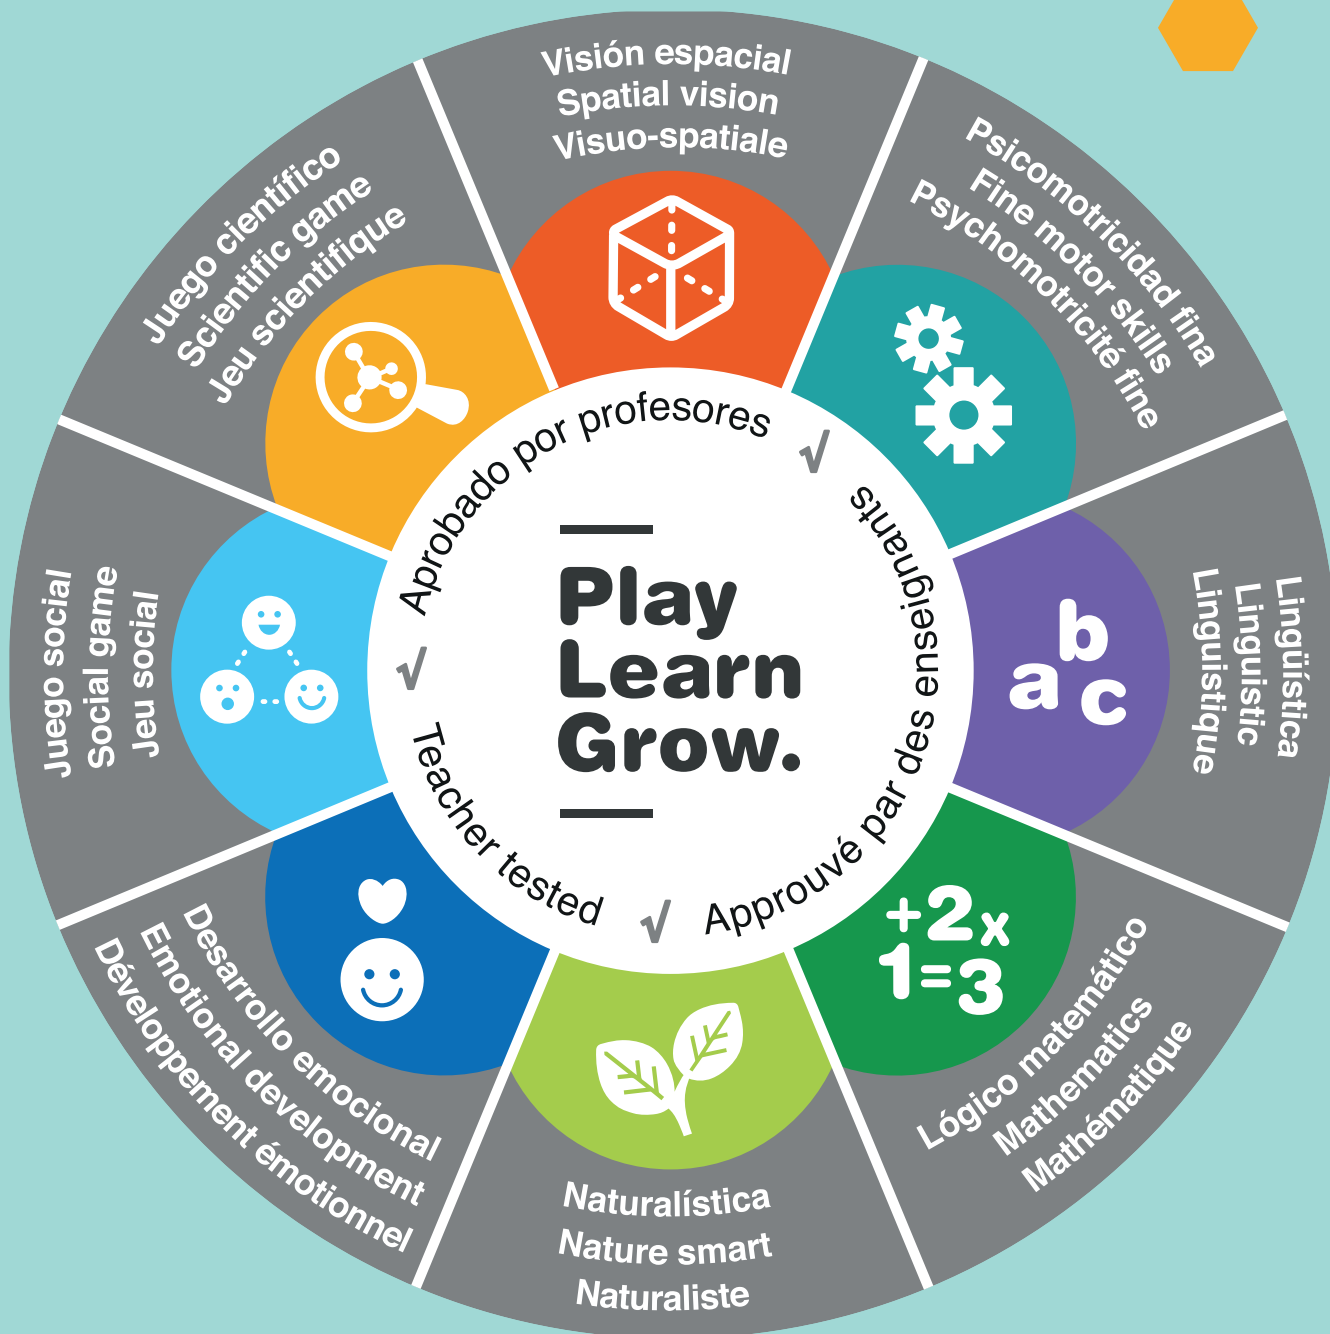 Visión espacial
Spatial vision
Visuo-spatiale
Psicomotricidad fina
Fine motor skills
Psychomotricité fine
Lingüística
Linguistic
Linguistique
a b c
Lógico matemático
Mathematics
Mathématique
+2x
1=3
Naturalística
Nature smart
Naturaliste
Desarrollo emocional
Emotional development
Développement émotionnel
Juego social
Social game
Jeu social
Juego científico
Scientific game
Jeu scientifique
Aprobado por profesores √
Approuvé par des enseignants √
Teacher tested √
Play
Learn
Grow.